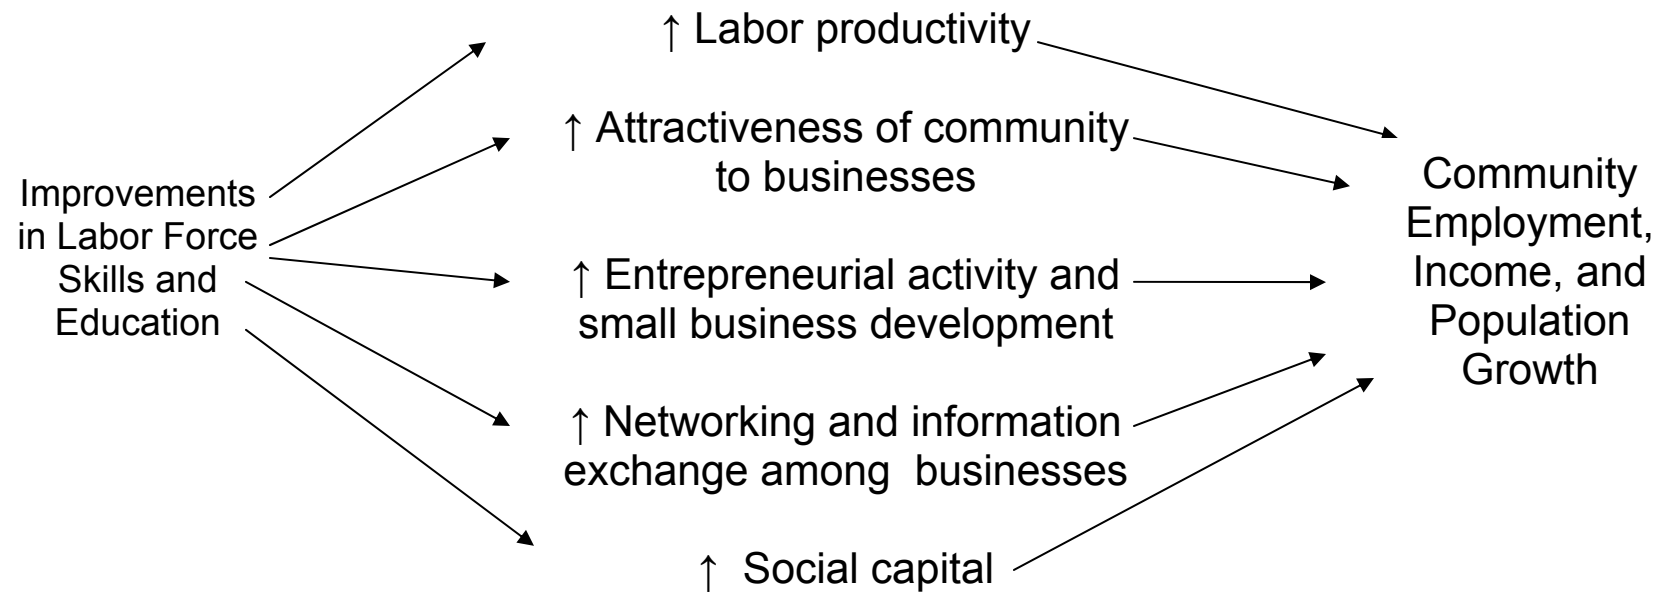 Improvements
in Labor Force
Skills and
Education
↑ Labor productivity
↑ Attractiveness of community
to businesses
↑ Entrepreneurial activity and
small business development
↑ Networking and information
exchange among  businesses
↑  Social capital
Community
Employment,
Income, and
Population
Growth